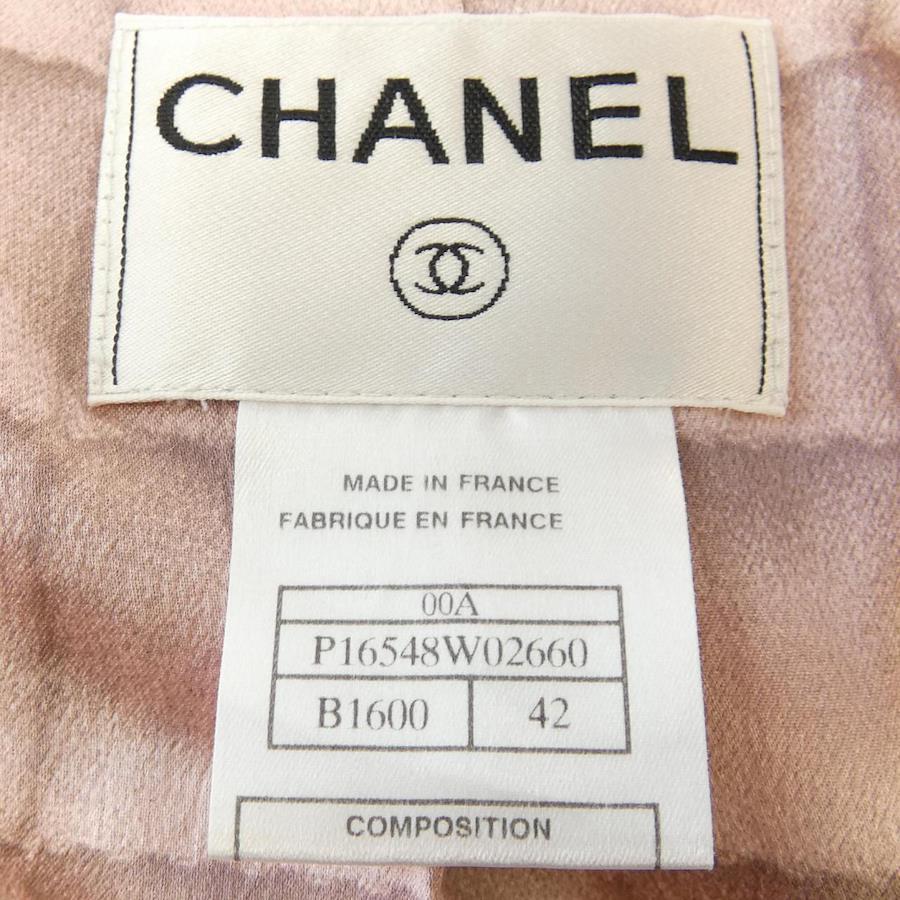 CHANEL
MADE IN FRANCE
FABRIQUE EN FRANCE
00A
P16548W02660
B1600 42
COMPOSITION